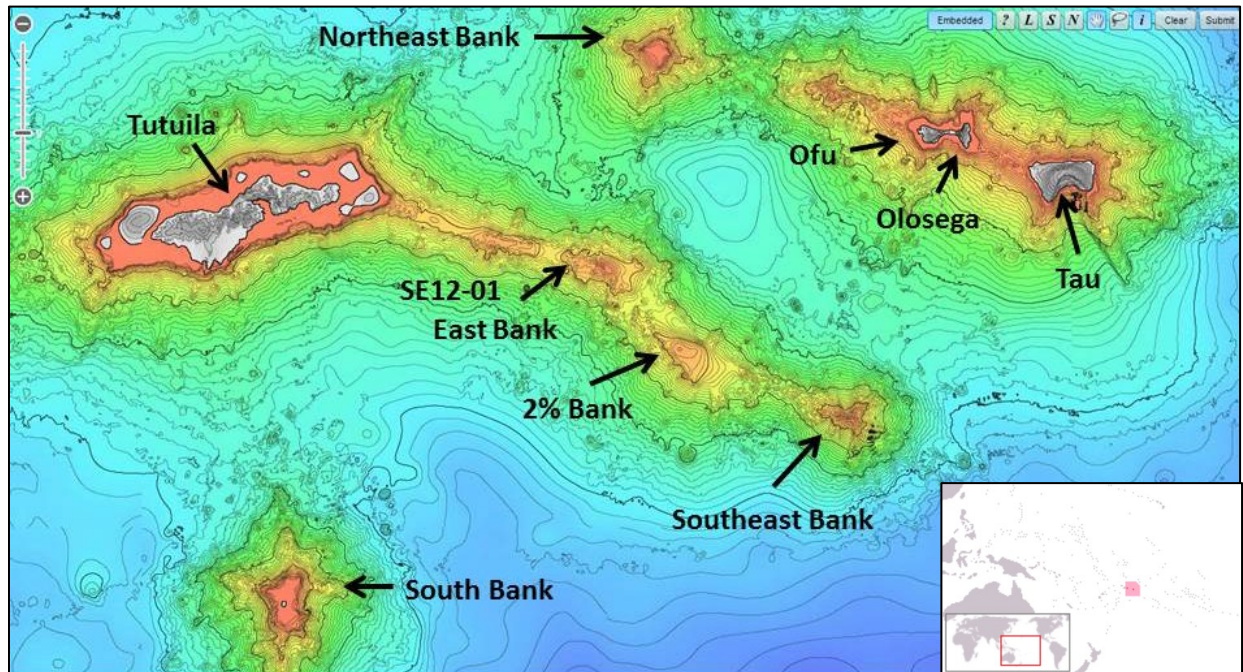 Northeast Bank
Embedded ? L S N i Clear Submit
Tutuila
Ofu
Olosega
Tau
SE12-01
East Bank
2% Bank
Southeast Bank
South Bank